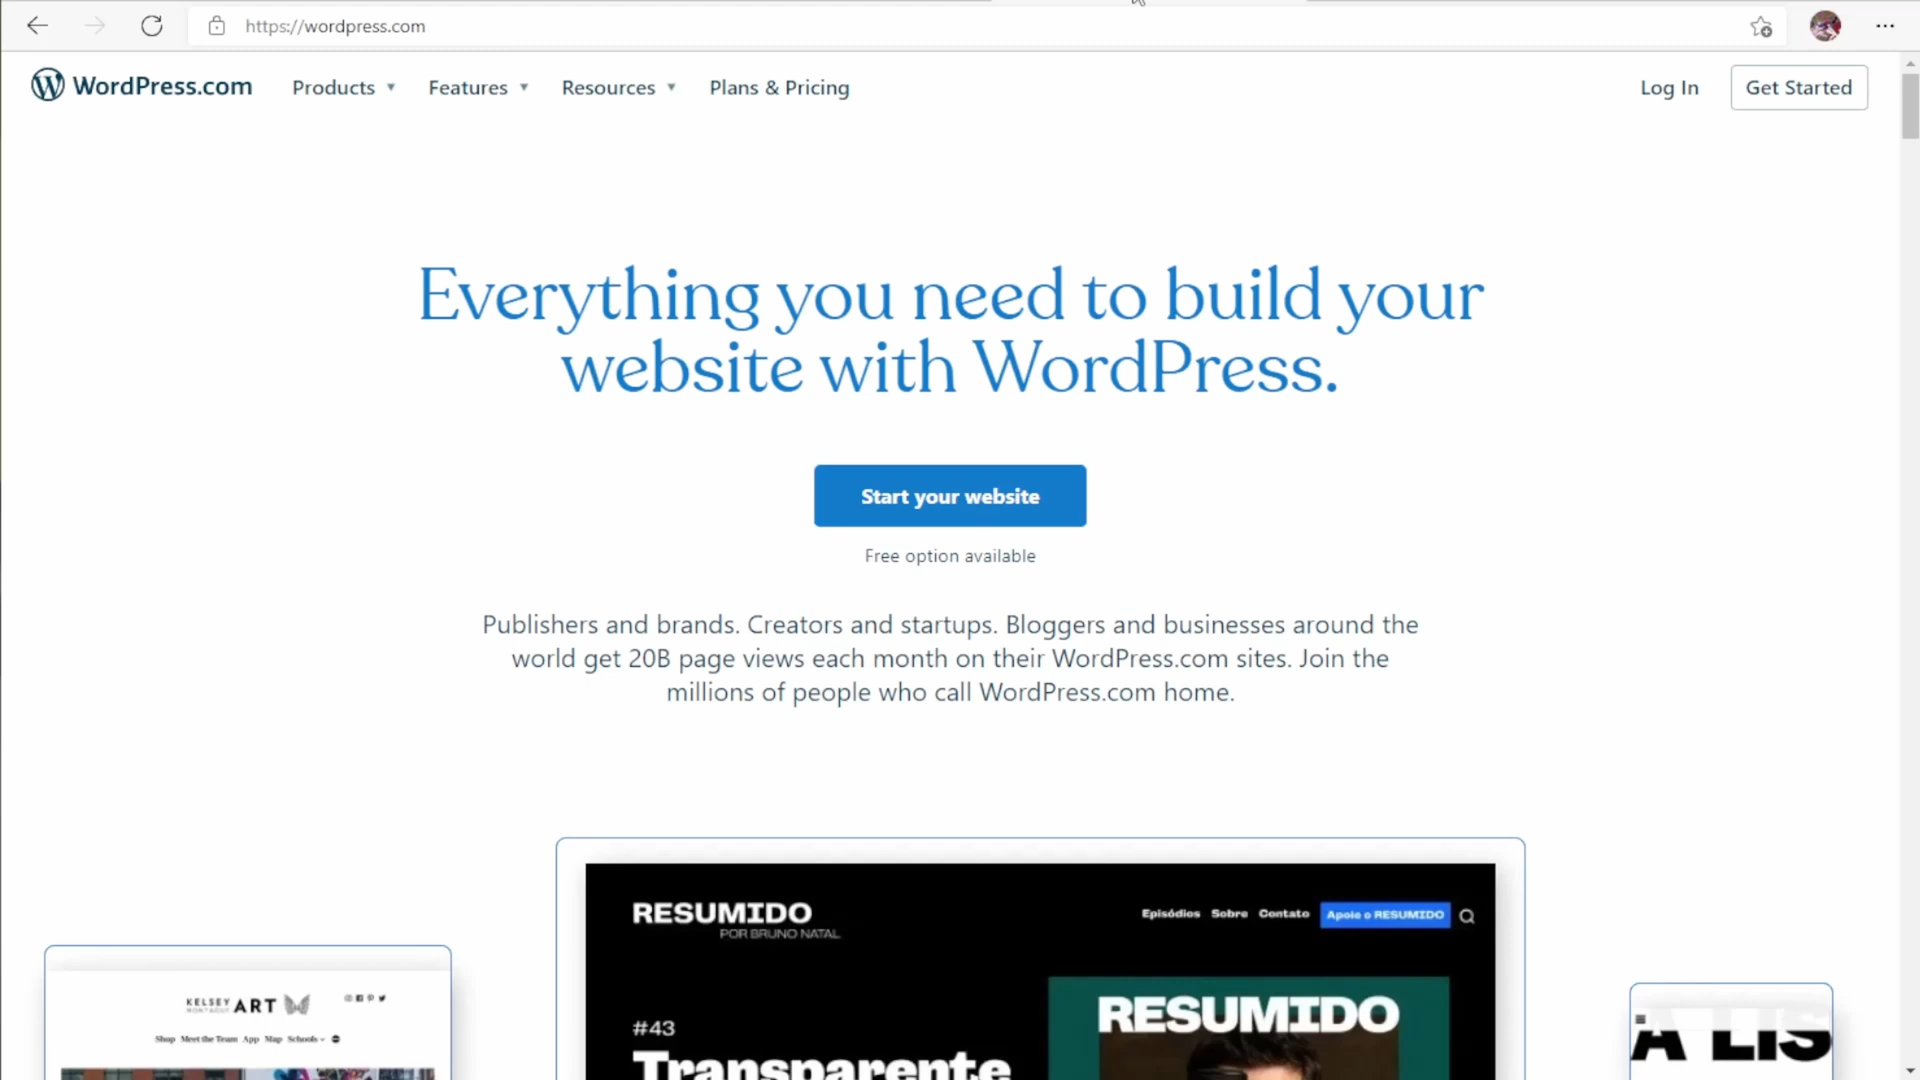 https://wordpress.com
WordPress.com Products Features Resources Plans & Pricing Log In Get Started
Everything you need to build your
website with WordPress.
Start your website
Free option available
Publishers and brands. Creators and startups. Bloggers and businesses around the
world get 20B page views each month on their WordPress.com sites. Join the
millions of people who call WordPress.com home.
RESUMIDO
POR BRUNO NATAL
Episódios Sobre Contato Apoie o RESUMIDO
KELSEY
MONTAGUE
ART
Shop Meet the Team App Map Schools
RESUMIDO
#43
Transparente
A LIS